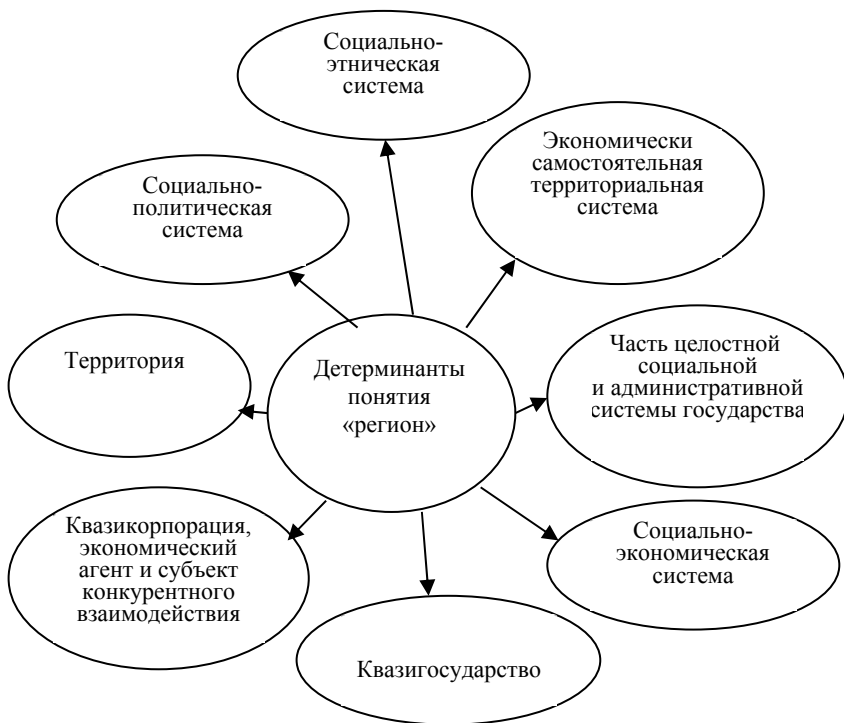 Социально-
этническая
система
Экономически
самостоятельная
территориальная
система
Социально-
политическая
система
Территория
Детерминанты
понятия
«регион»
Часть целостной
социальной
и административной
системы государства
Квазикорпорация,
экономический
агент и субъект
конкурентного
взаимодействия
Социально-
экономическая
система
Квазигосударство